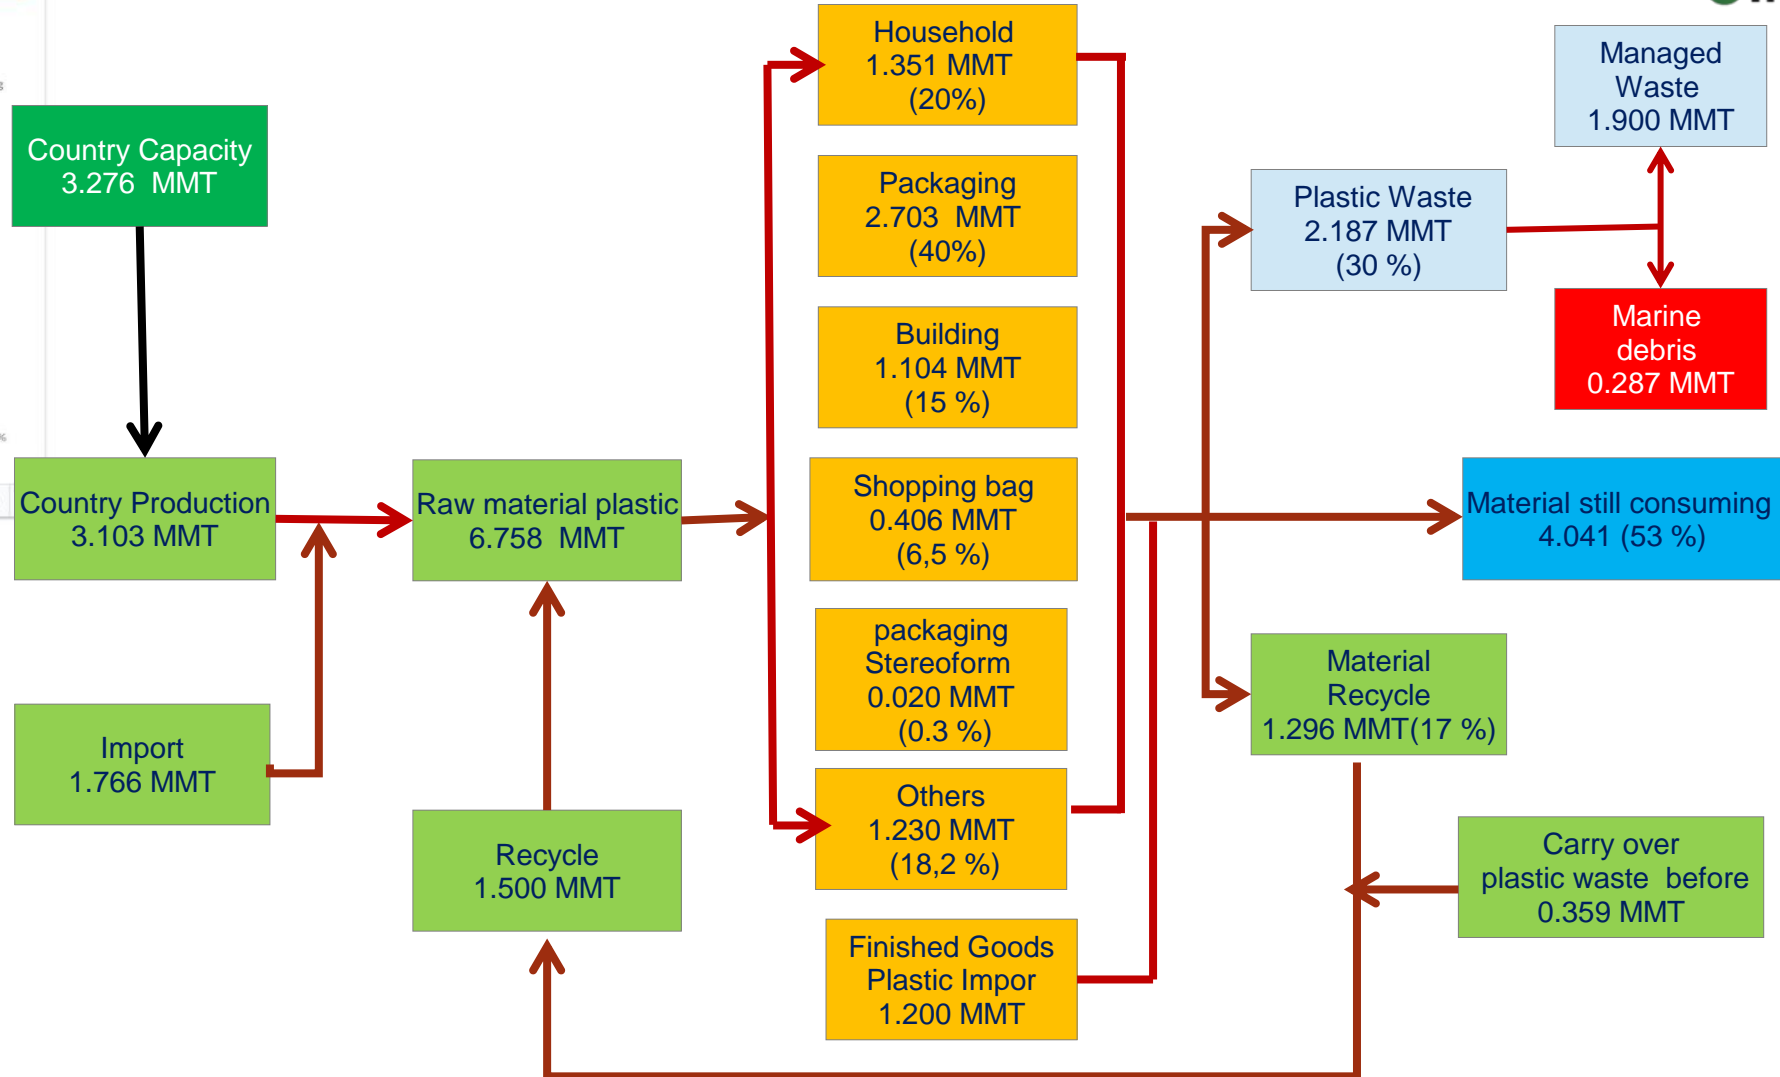 Country Capacity
3.276 MMT
Country Production
3.103 MMT
Import
1.766 MMT
Raw material plastic
6.758 MMT
Recycle
1.500 MMT
Household
1.351 MMT
(20%)
Packaging
2.703 MMT
(40%)
Building
1.104 MMT
(15 %)
Shopping bag
0.406 MMT
(6,5 %)
packaging
Stereoform
0.020 MMT
(0.3 %)
Others
1.230 MMT
(18,2 %)
Finished Goods
Plastic Impor
1.200 MMT
Plastic Waste
2.187 MMT
(30 %)
Managed
Waste
1.900 MMT
Marine
debris
0.287 MMT
Material still consuming
4.041 (53 %)
Material
Recycle
1.296 MMT(17 %)
Carry over
plastic waste before
0.359 MMT